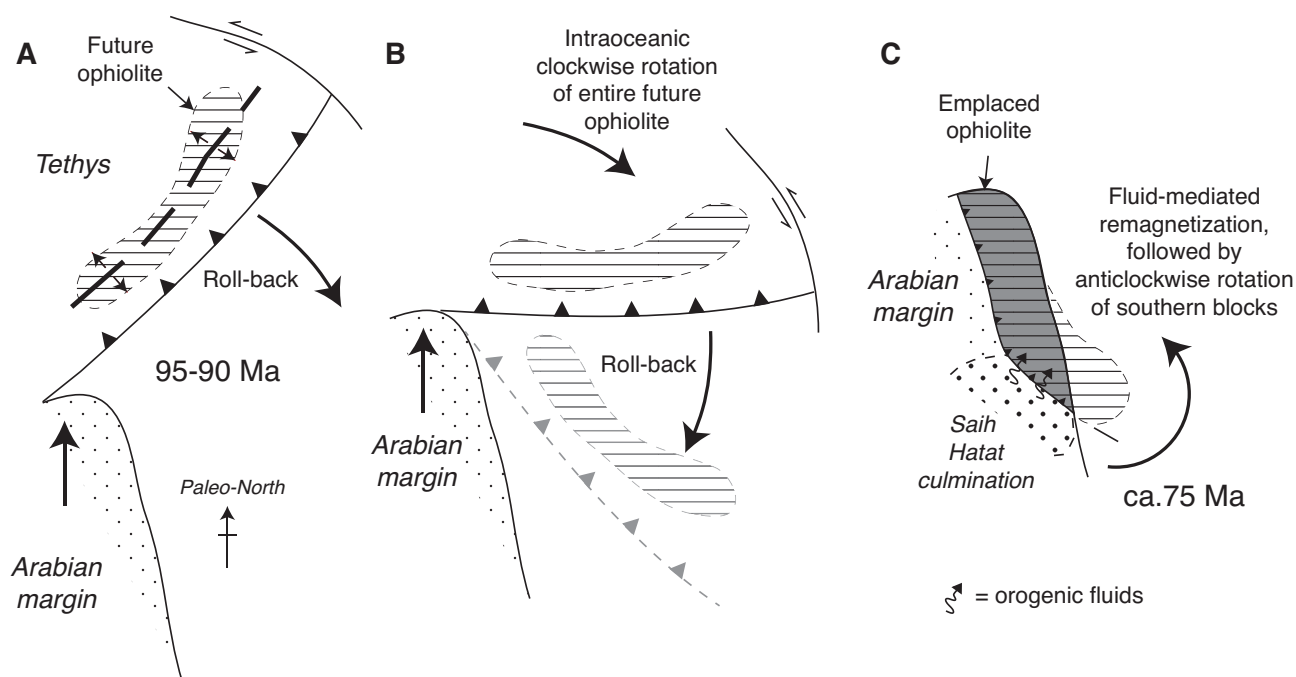 A
Future
ophiolite
Tethys
Roll-back
95-90 Ma
Arabian
margin
Paleo-North
B
Intraoceanic
clockwise rotation
of entire future
ophiolite
Roll-back
Arabian
margin
C
Emplaced
ophiolite
Fluid-mediated
remagnetization,
followed by
anticlockwise rotation
of southern blocks
Arabian
margin
Saih
Hatat
culmination
ca.75 Ma
= orogenic fluids